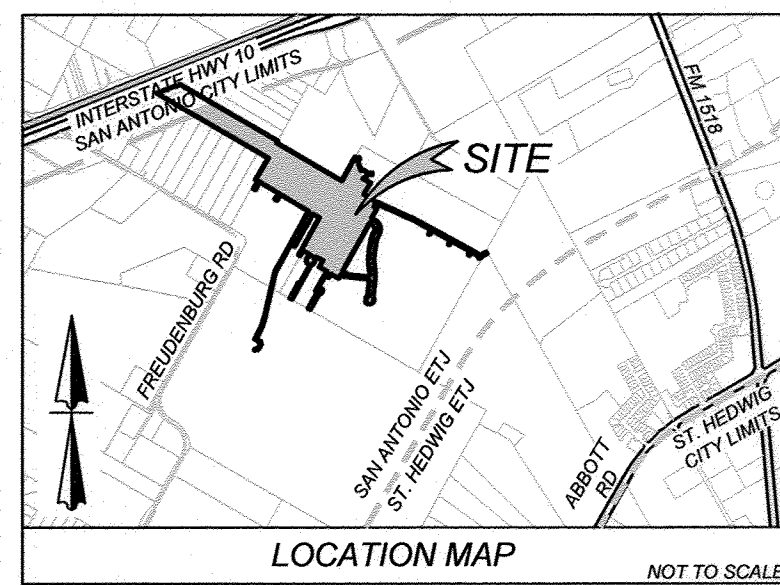 INTERSTATE HWY 10
SAN ANTONIO CITY LIMITS
FM 1518
SITE
FREUDENBURG RD
SAN ANTONIO ETJ
ST. HEDWIG ETJ
ABBOTT
RD
ST. HEDWIG
CITY LIMITS
LOCATION MAP
NOT TO SCALE